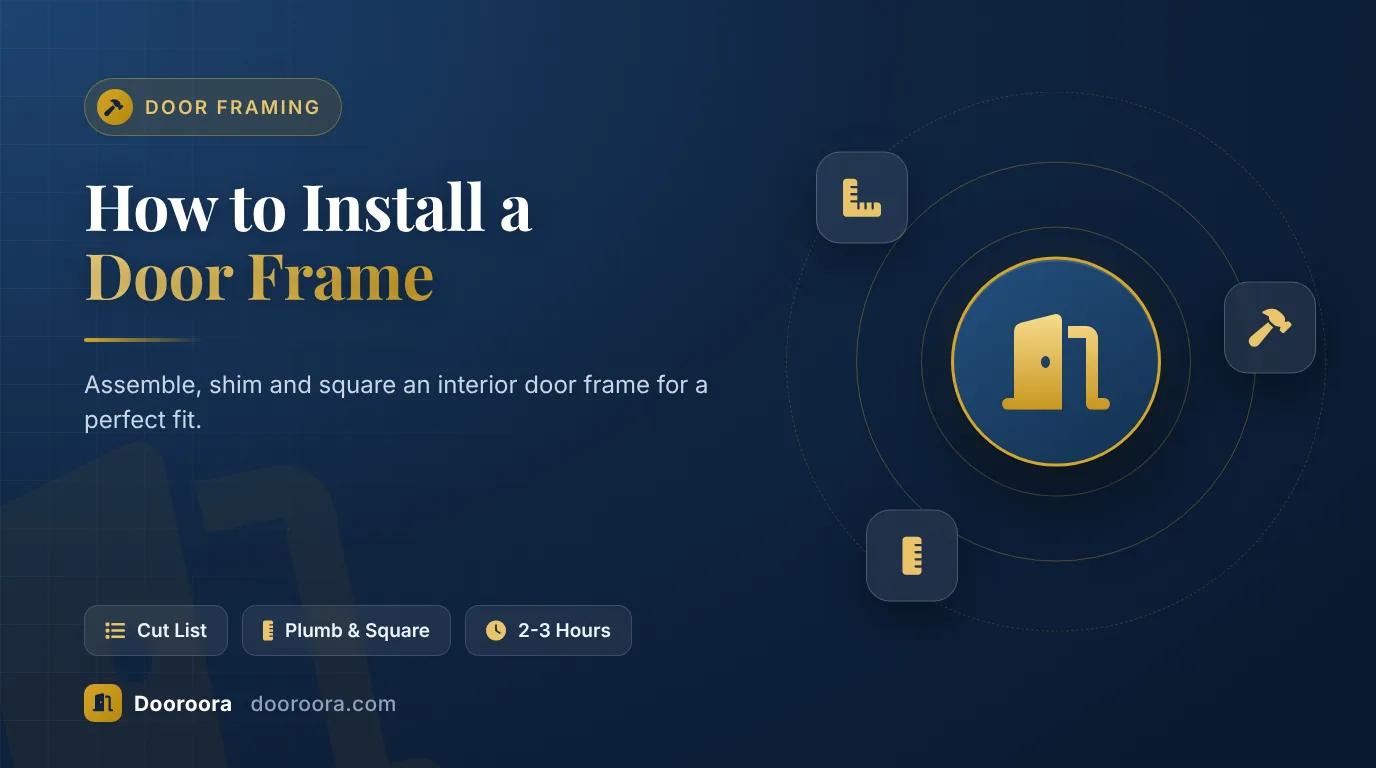 DOOR FRAMING
How to Install a
Door Frame
Assemble, shim and square an interior door frame for a
perfect fit.
Cut List
Plumb & Square
2-3 Hours
Dooroora dooroora.com